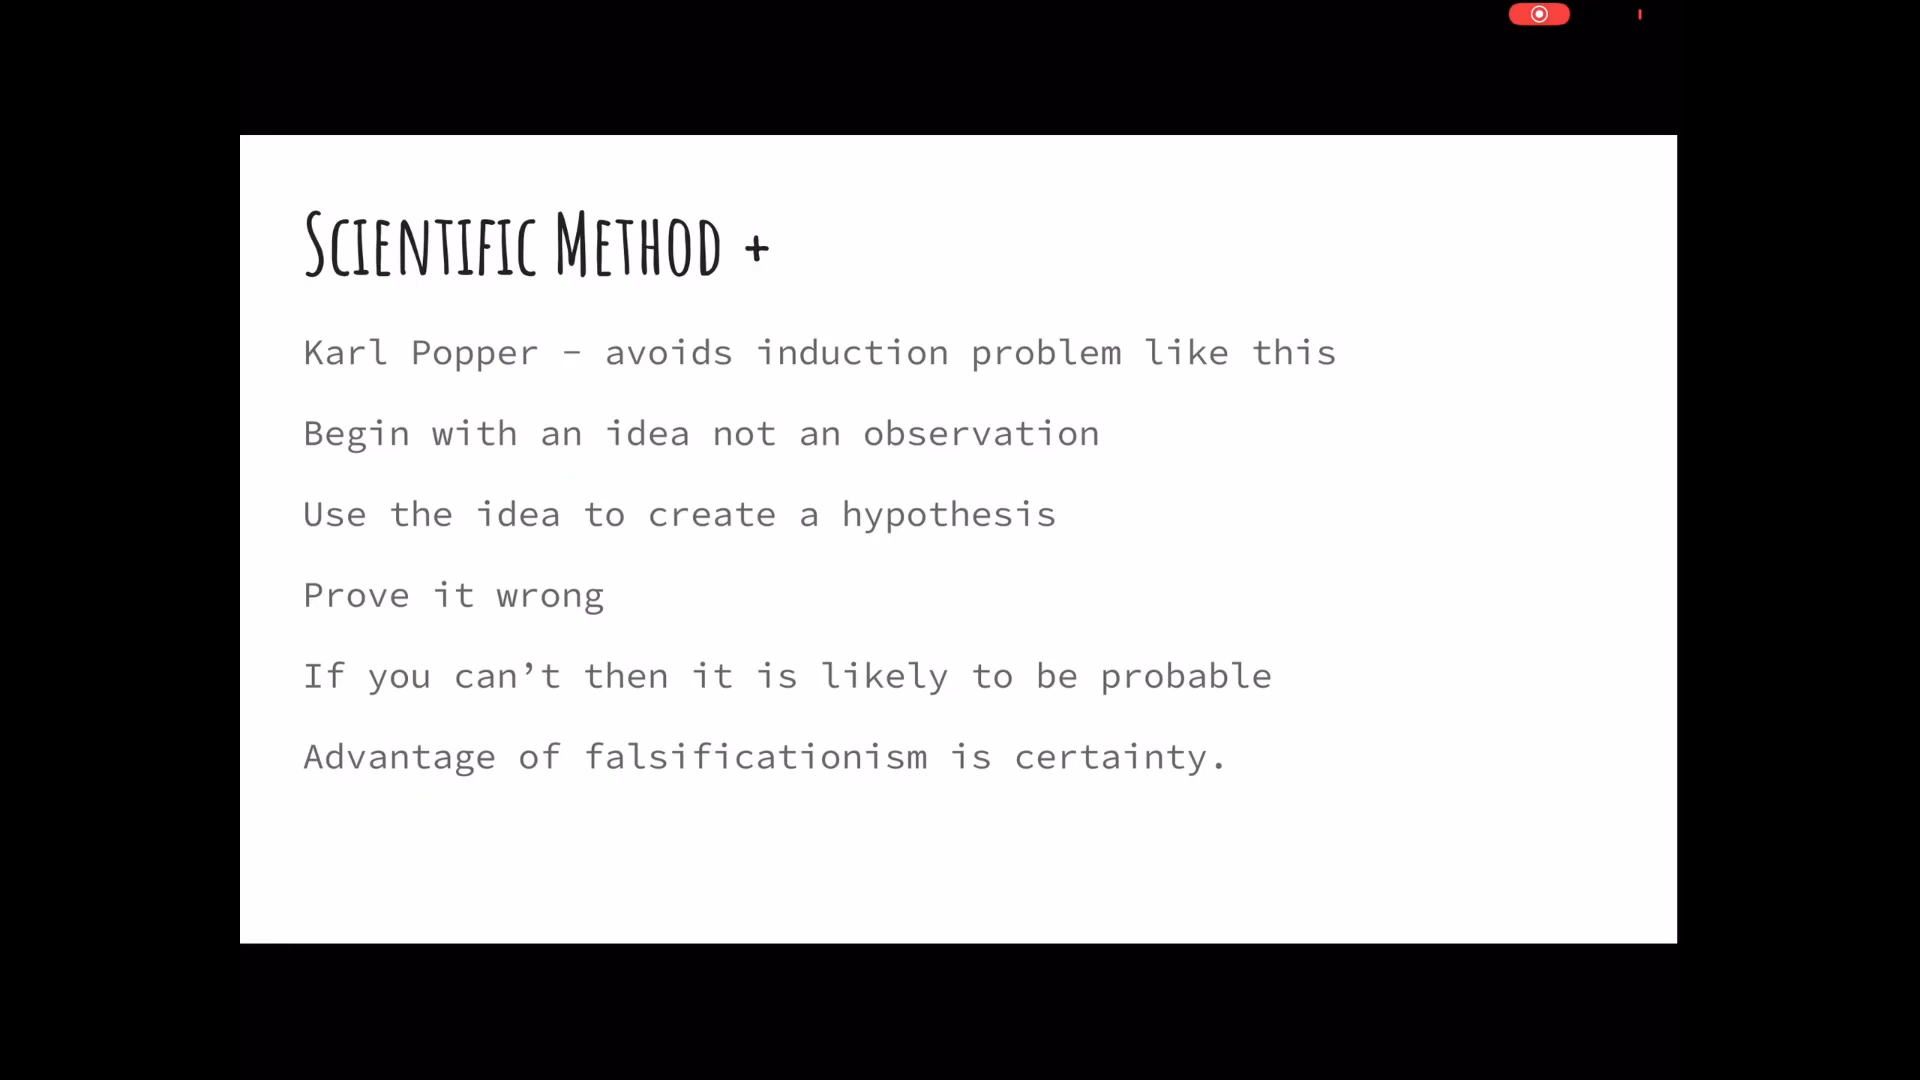 Scientific Method +
Karl Popper - avoids induction problem like this
Begin with an idea not an observation
Use the idea to create a hypothesis
Prove it wrong
If you can’t then it is likely to be probable
Advantage of falsificationism is certainty.